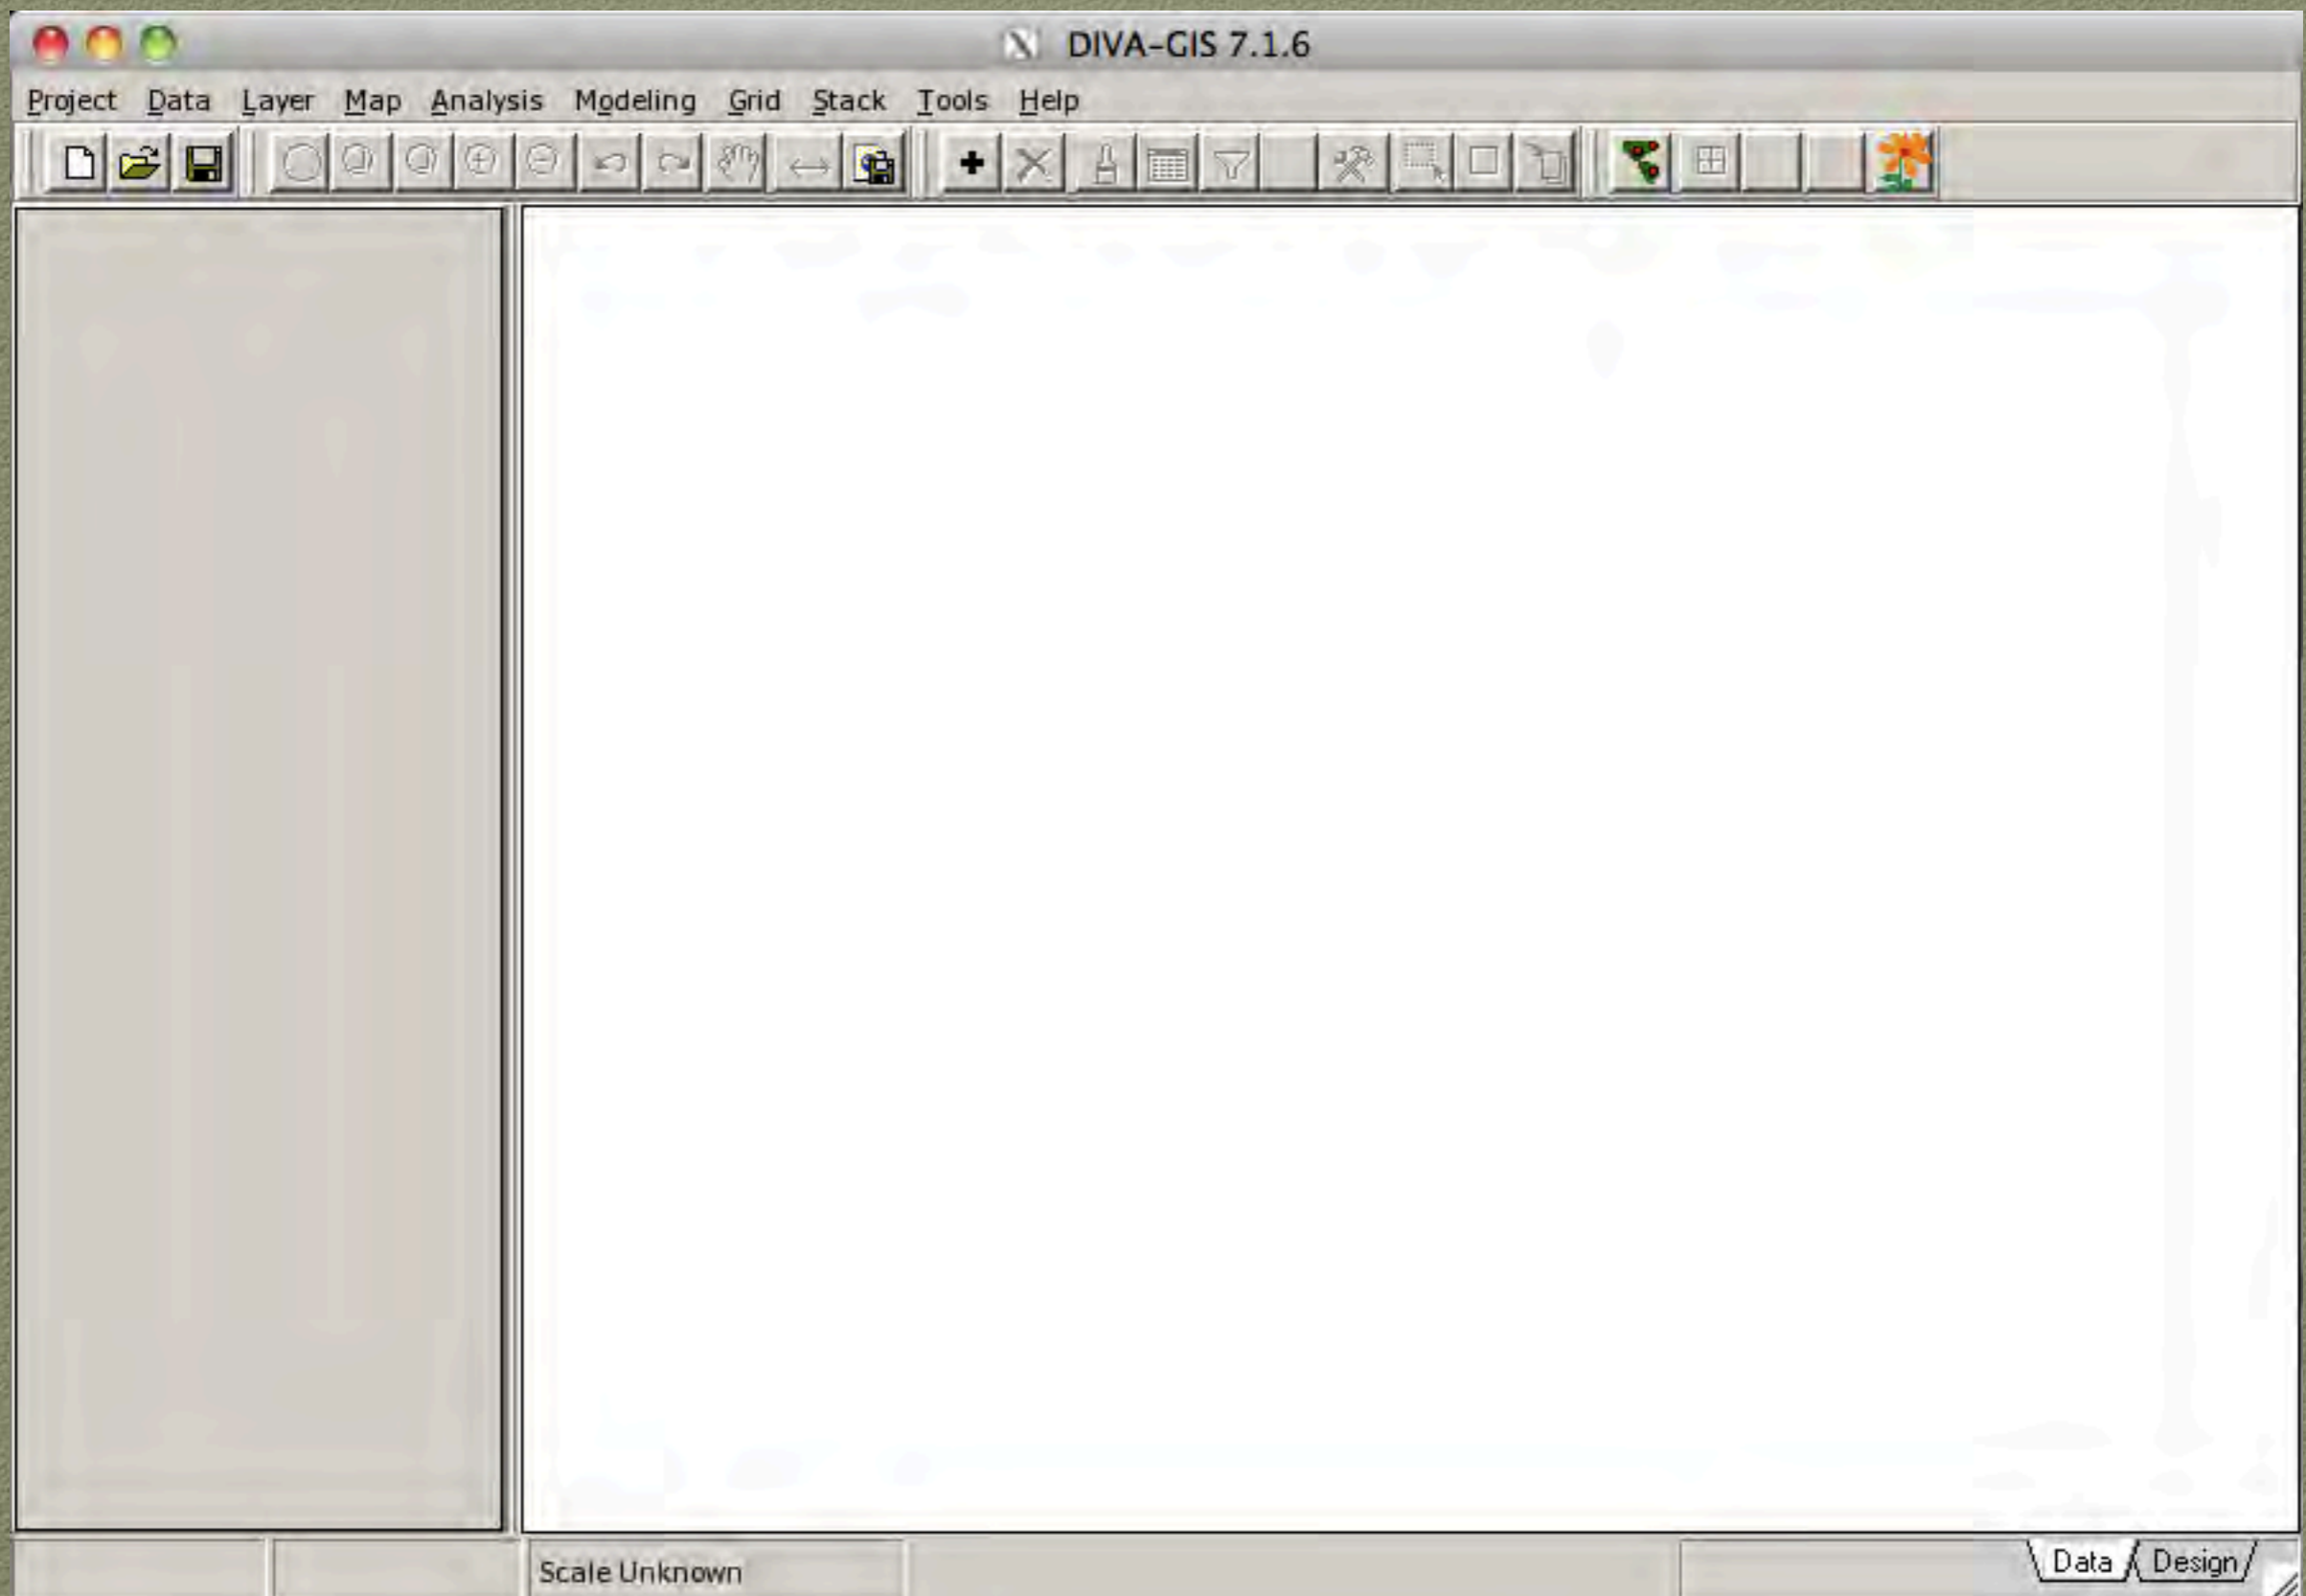 DIVA-GIS 7.1.6
Project Data Layer Map Analysis Modeling Grid Stack Tools Help
Scale Unknown
Data Design